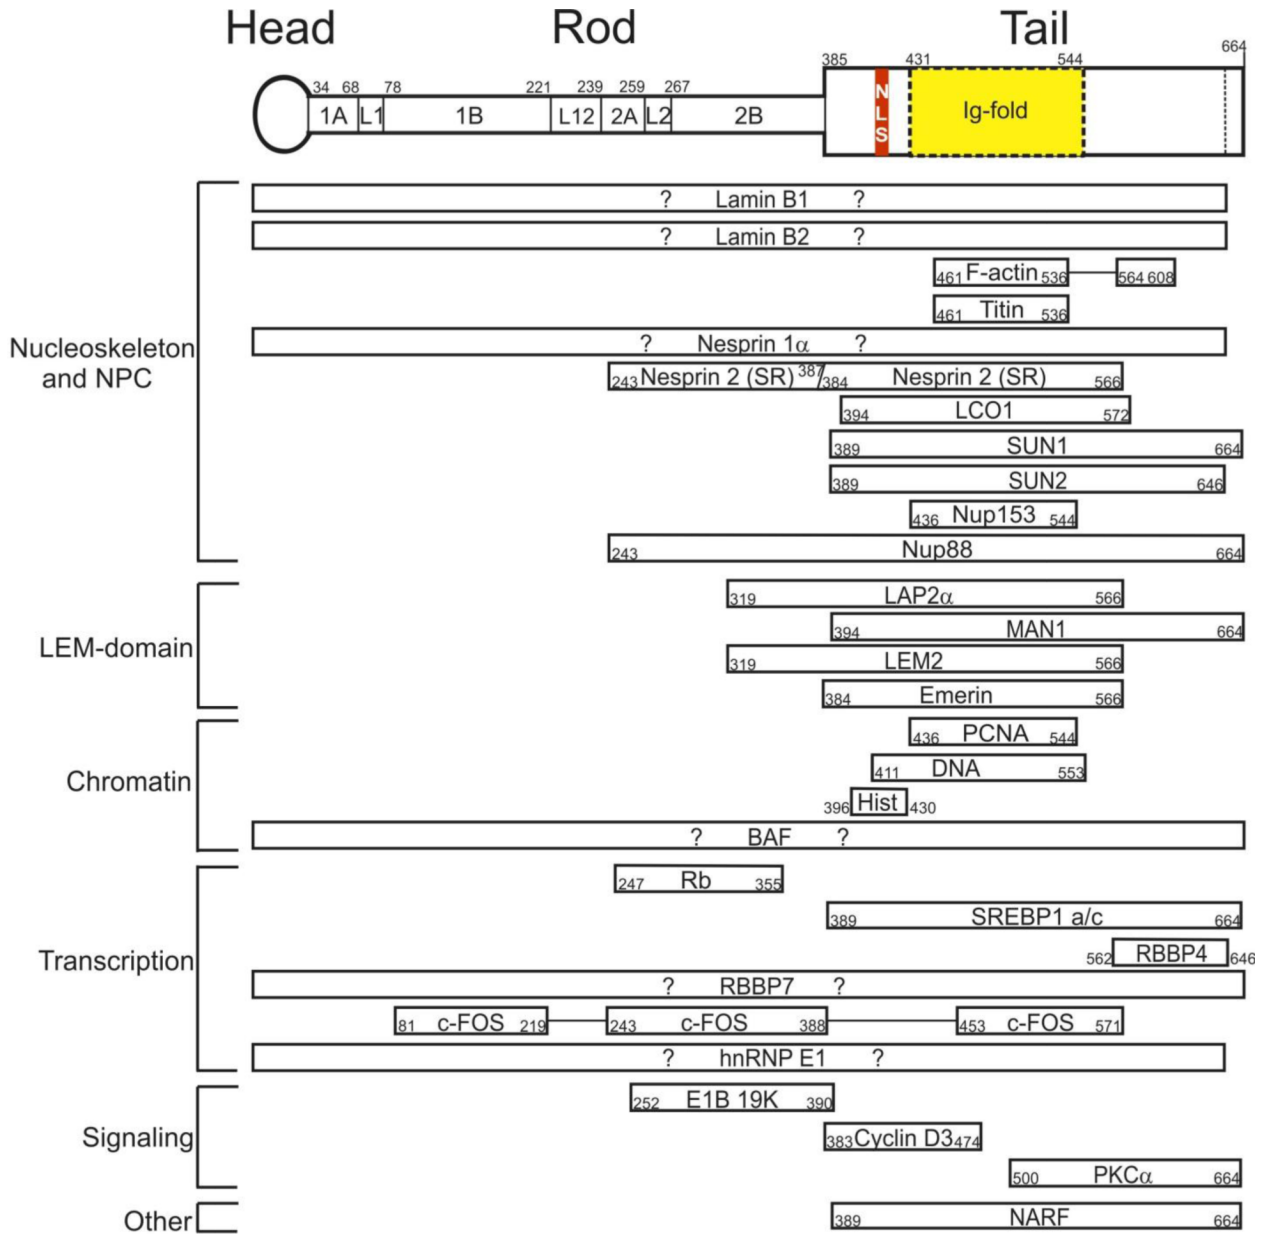 Head Rod Tail
34 68 78 221 239 259 267 385 431 544 664
1A L1 1B L12 2A L2 2B NLS Ig-fold
Nucleoskeleton
and NPC
? Lamin B1 ?
? Lamin B2 ?
461 F-actin 536 564 608
461 Titin 536
? Nesprin 1α ?
243 Nesprin 2 (SR) 387/384 Nesprin 2 (SR) 566
394 LCO1 572
389 SUN1 664
389 SUN2 646
436 Nup153 544
243 Nup88 664
LEM-domain
319 LAP2α 566
394 MAN1 664
319 LEM2 566
384 Emerin 566
Chromatin
436 PCNA 544
411 DNA 553
396 Hist 430
? BAF ?
Transcription
247 Rb 355
389 SREBP1 a/c 664
562 RBBP4 646
? RBBP7 ?
81 c-FOS 219 243 c-FOS 388 453 c-FOS 571
? hnRNP E1 ?
Signaling
252 E1B 19K 390
383 Cyclin D3 474
500 PKCα 664
Other
389 NARF 664